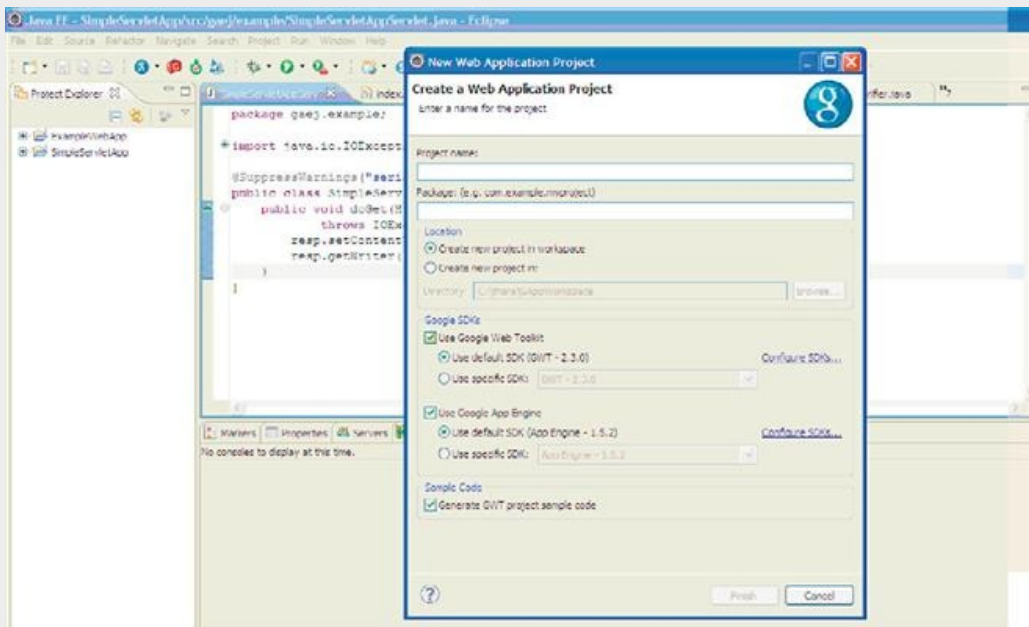 Java EE - SimpleServletApp/src/gaej/example/SimpleServletAppServlet.java - Eclipse
File Edit Source Refactor Navigate Search Project Run Window Help
Project Explorer
ExampleWebApp
SimpleServletApp
SimpleServletAppServlet
index.
rifier.java
package gaej.example;
import java.io.IOExcept
@SuppressWarnings("seri
public class SimpleServ
public void doGet(H
throws IOEx
resp.setContent
resp.getWriter(
}
}
Markers Properties Servers
No consoles to display at this time.
New Web Application Project
Create a Web Application Project
Enter a name for the project
g
Project name:
Package: (e.g. com.example.myproject)
Location
Create new project in workspace
Create new project in:
Directory: Browse...
Google SDKs
Use Google Web Toolkit
Use default SDK (GWT - 2.3.0) Configure SDKs...
Use specific SDK: GWT - 2.3.0
Use Google App Engine
Use default SDK (App Engine - 1.5.2) Configure SDKs...
Use specific SDK: App Engine - 1.5.2
Sample Code
Generate GWT project sample code
?
Finish Cancel